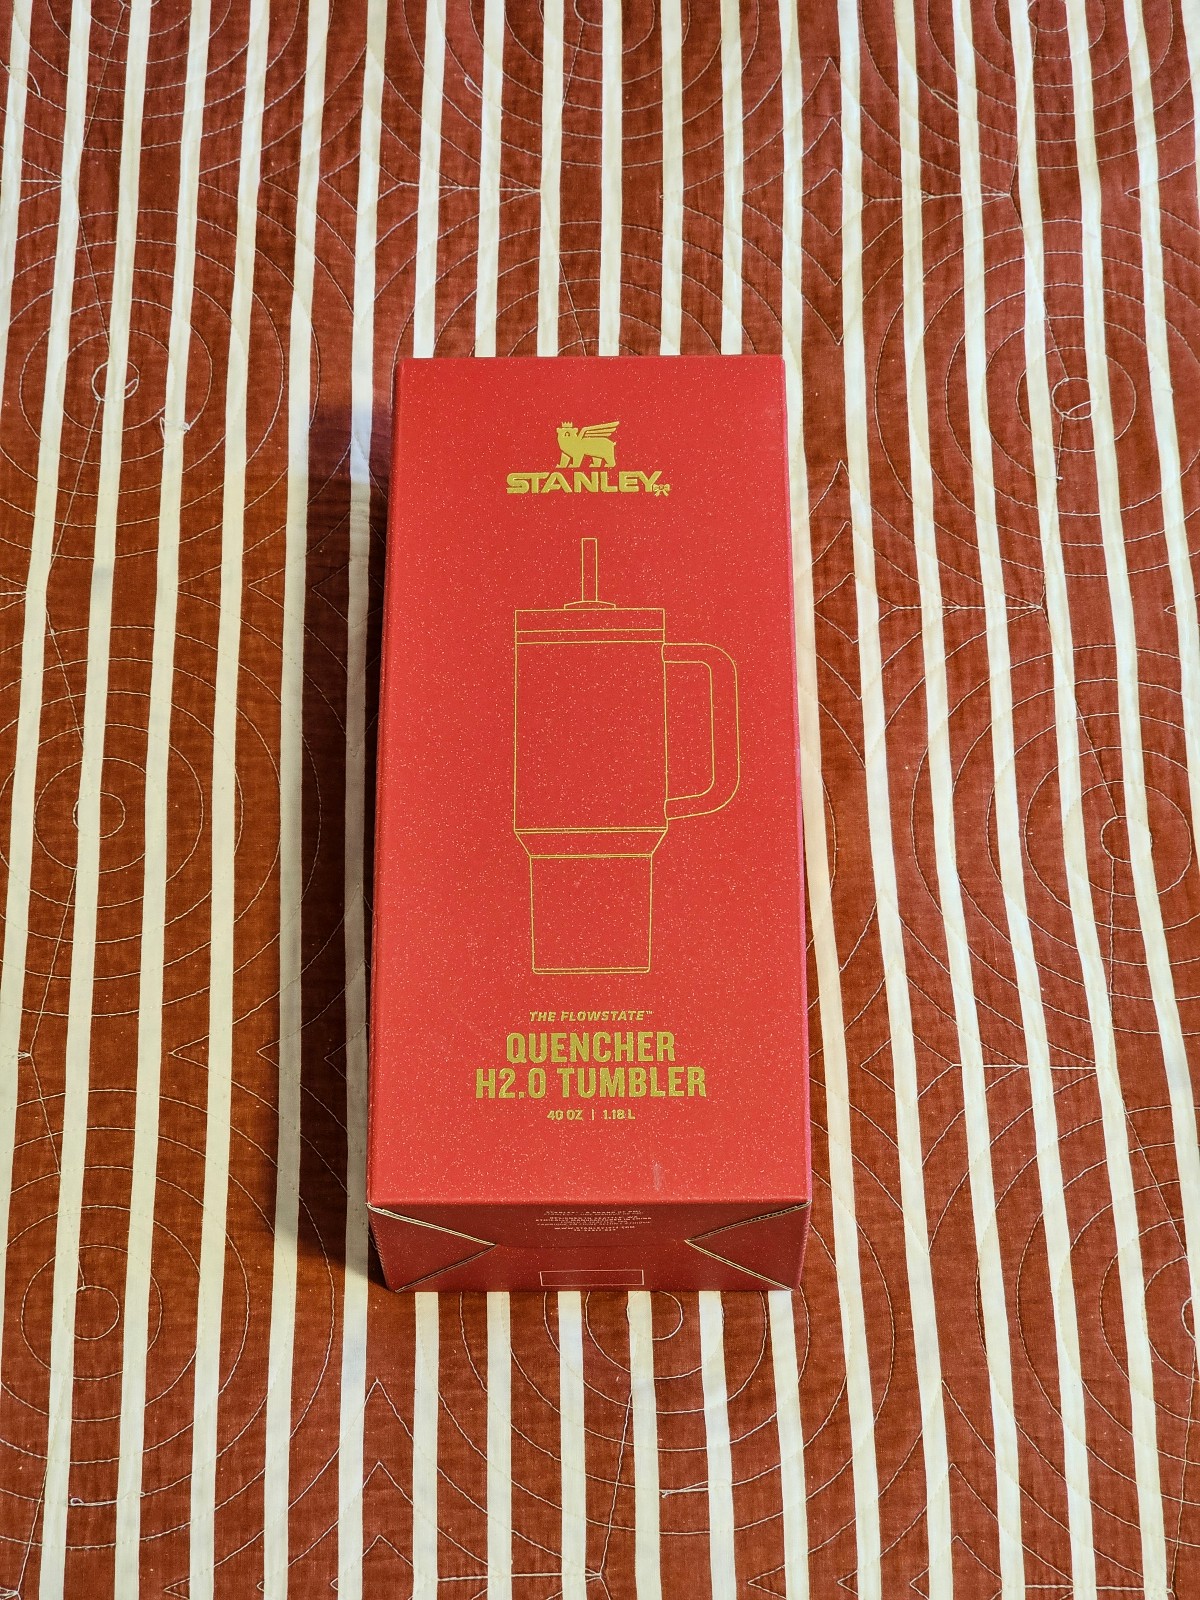 STANLEY
THE FLOWSTATE™
QUENCHER
H2.0 TUMBLER
40 OZ | 1.18 L